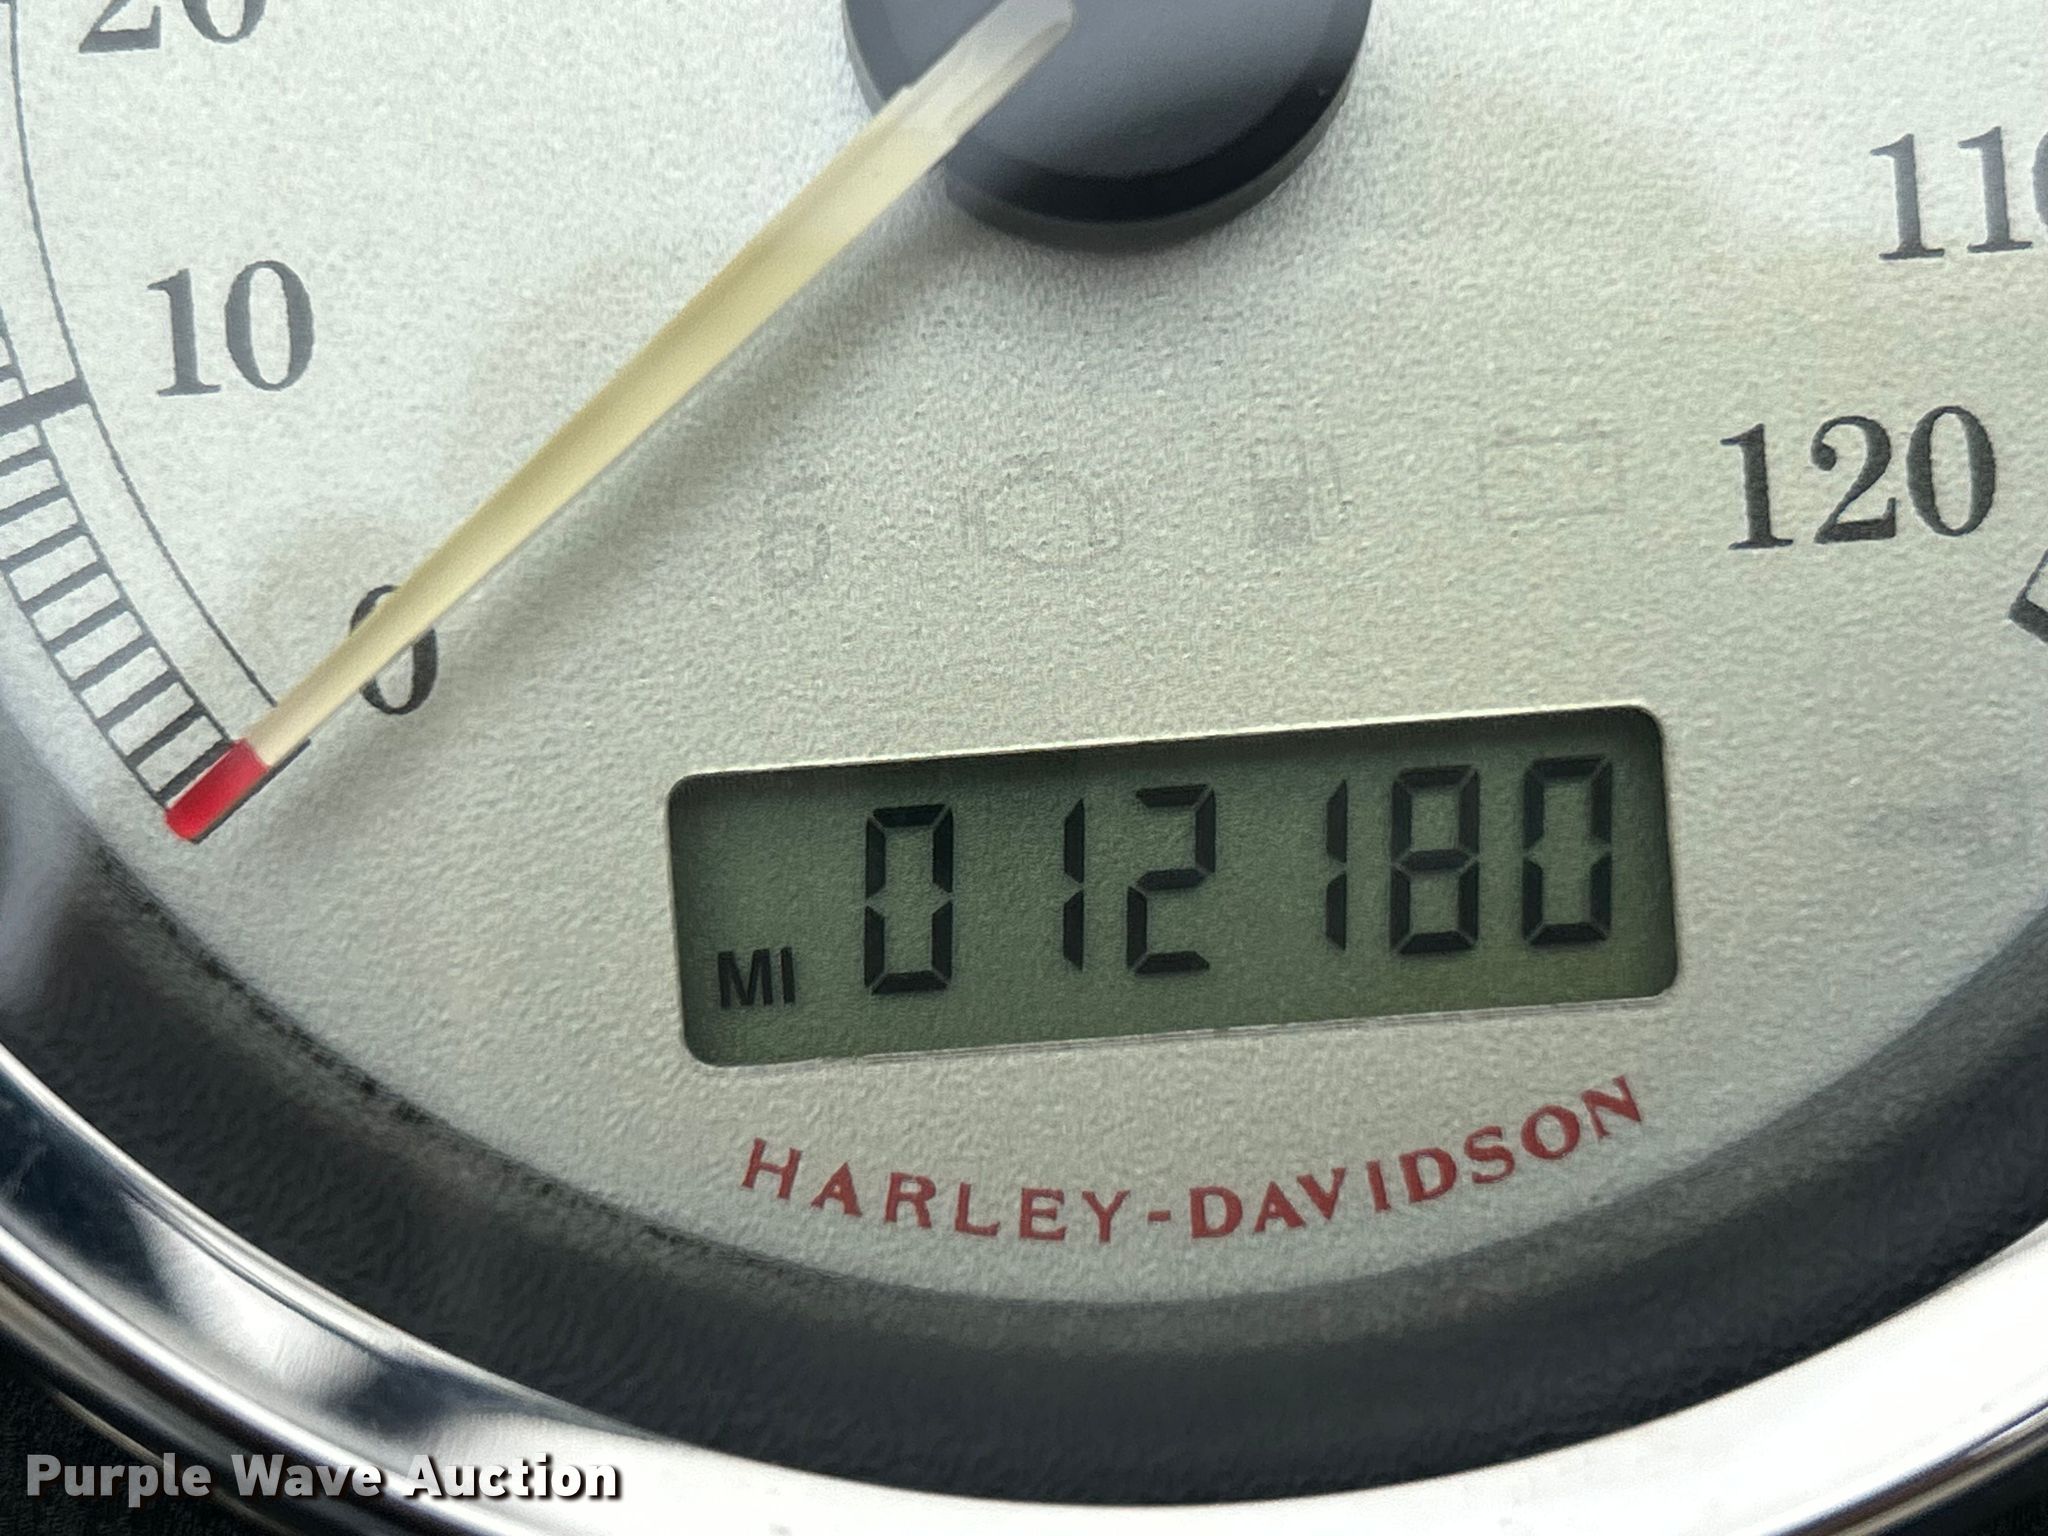 20
10
110
120
0
MI 012180
HARLEY-DAVIDSON
Purple Wave Auction